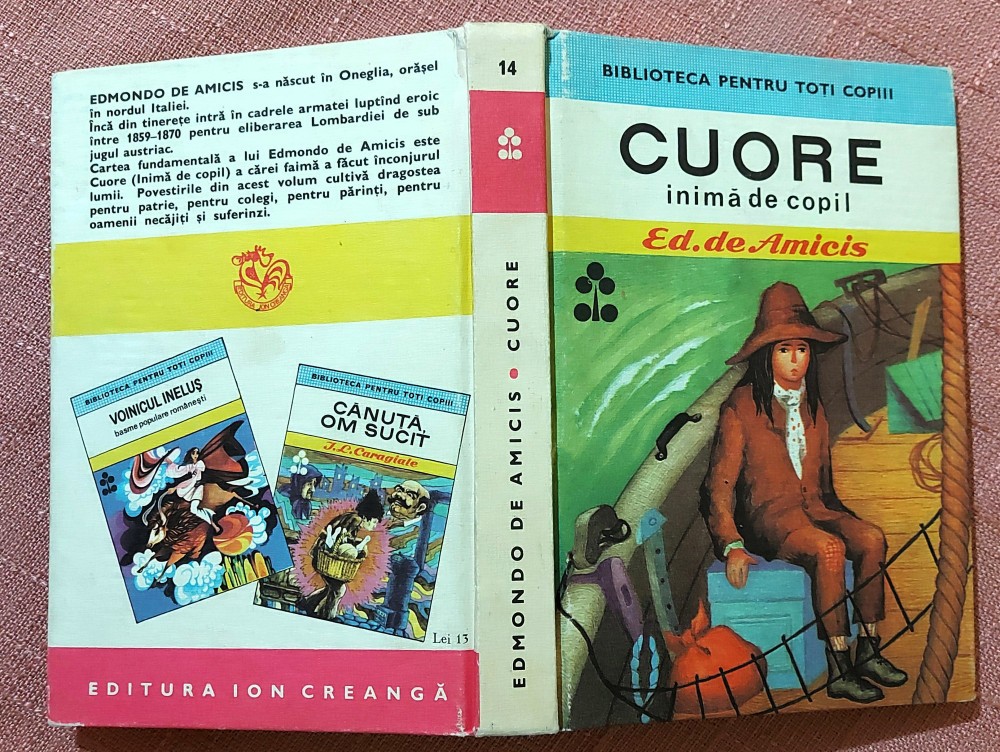 EDMONDO DE AMICIS s-a născut în Oneglia, orășel
în nordul Italiei.
Încă din tinerețe intră în cadrele armatei luptînd eroic
între 1859-1870 pentru eliberarea Lombardiei de sub
jugul austriac.
Cartea fundamentală a lui Edmondo de Amicis este
Cuore (Inimă de copil) a cărei faimă a făcut înconjurul
lumii. Povestirile din acest volum cultivă dragostea
pentru patrie, pentru colegi, pentru părinți, pentru
oamenii necăjiți și suferinzi.
EDITURA ION CREANGĂ
BIBLIOTECA PENTRU TOTI COPIII
VOINICUL INELUȘ
basme populare românești
BIBLIOTECA PENTRU TOTI COPIII
CĂNUȚĂ,
OM SUCIT
I.L. Caragiale
Lei 13
EDITURA ION CREANGĂ
14
EDMONDO DE AMICIS • CUORE
BIBLIOTECA PENTRU TOTI COPIII
CUORE
inimă de copil
Ed. de Amicis